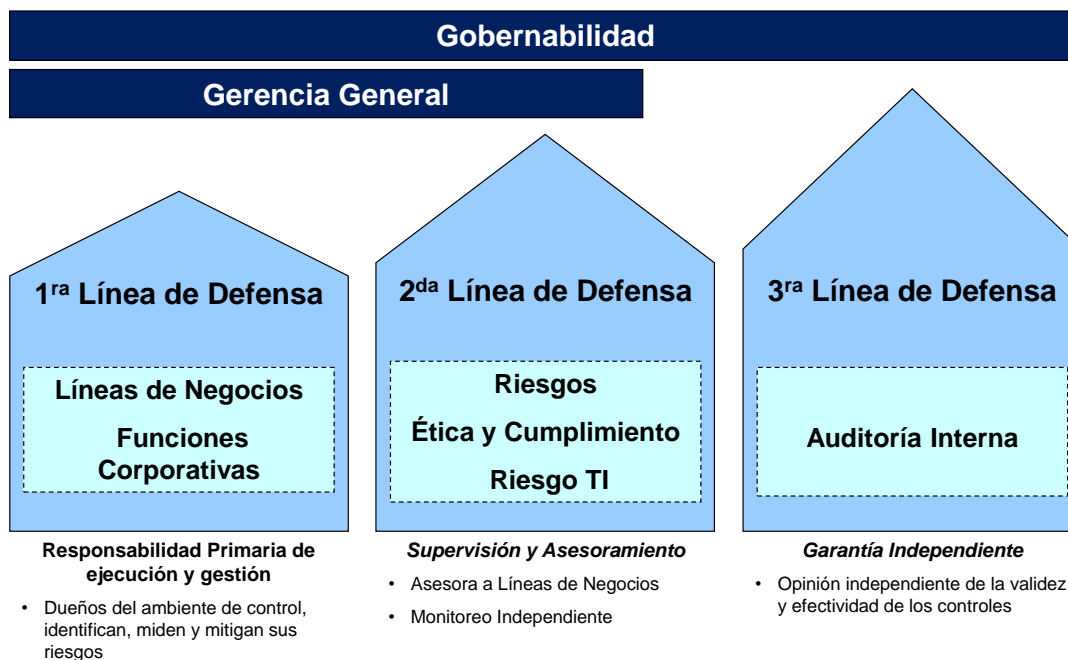 Gobernabilidad
Gerencia General
1ra Línea de Defensa
Líneas de Negocios
Funciones
Corporativas
Responsabilidad Primaria de
ejecución y gestión
• Dueños del ambiente de control,
identifican, miden y mitigan sus
riesgos
2da Línea de Defensa
Riesgos
Ética y Cumplimiento
Riesgo TI
Supervisión y Asesoramiento
• Asesora a Líneas de Negocios
• Monitoreo Independiente
3ra Línea de Defensa
Auditoría Interna
Garantía Independiente
• Opinión independiente de la validez
y efectividad de los controles